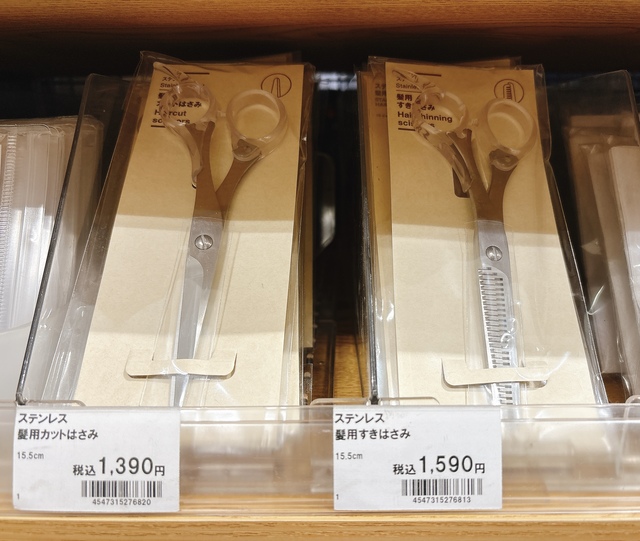 Haircut
Hair thinning
ステンレス
髪用カットはさみ
15.5cm
税込1,390円
1
4547315276820
ステンレス
髪用すきはさみ
15.5cm
税込1,590円
1
4547315276813